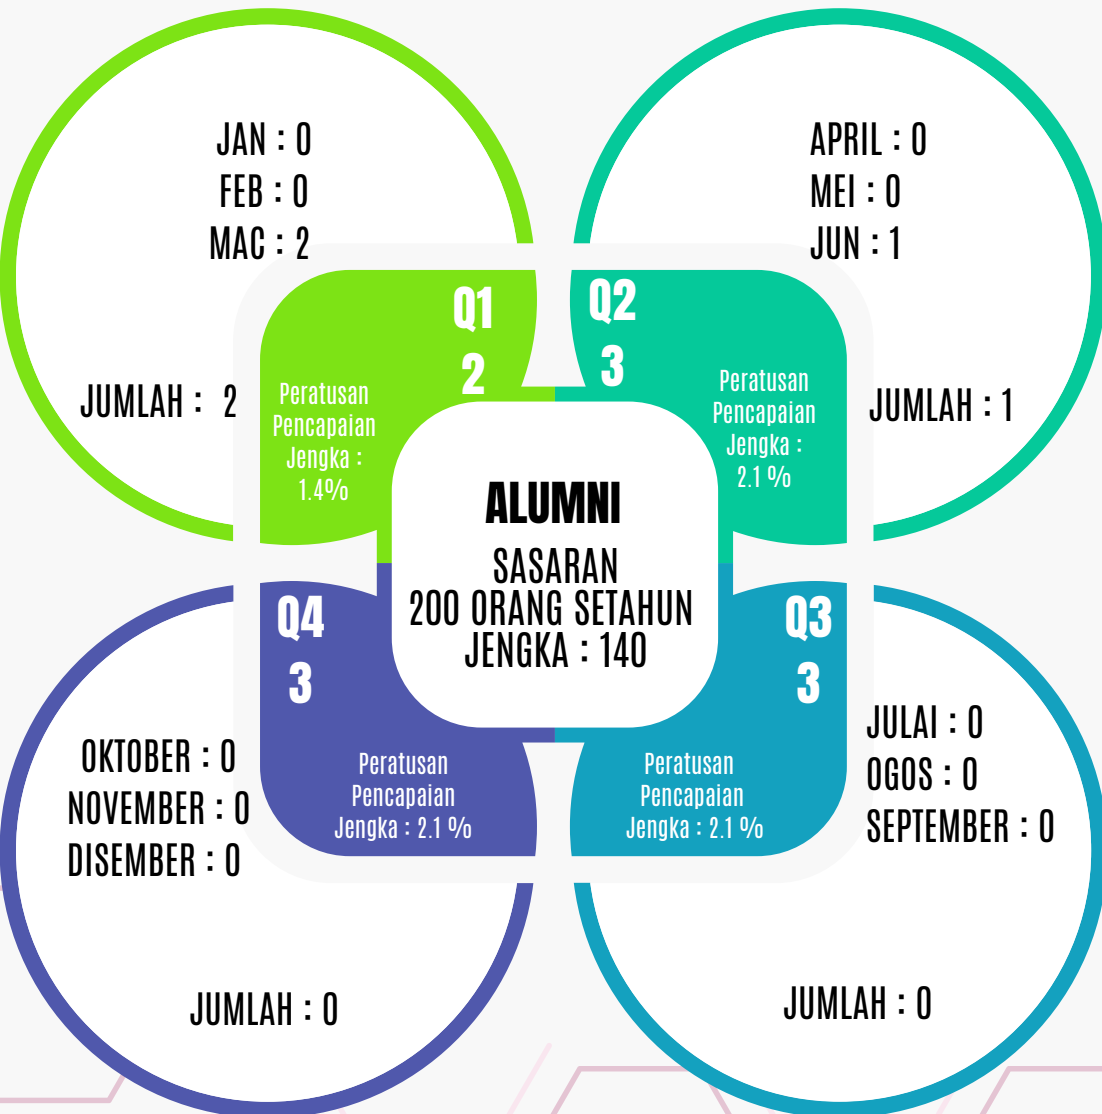 JAN : 0
FEB : 0
MAC : 2
JUMLAH : 2
Q1
2
Peratusan
Pencapaian
Jengka :
1.4%
APRIL : 0
MEI : 0
JUN : 1
JUMLAH : 1
Q2
3
Peratusan
Pencapaian
Jengka :
2.1 %
ALUMNI
SASARAN
200 ORANG SETAHUN
JENGKA : 140
Q4
3
Peratusan
Pencapaian
Jengka : 2.1 %
OKTOBER : 0
NOVEMBER : 0
DISEMBER : 0
JUMLAH : 0
Q3
3
Peratusan
Pencapaian
Jengka : 2.1 %
JULAI : 0
OGOS : 0
SEPTEMBER : 0
JUMLAH : 0